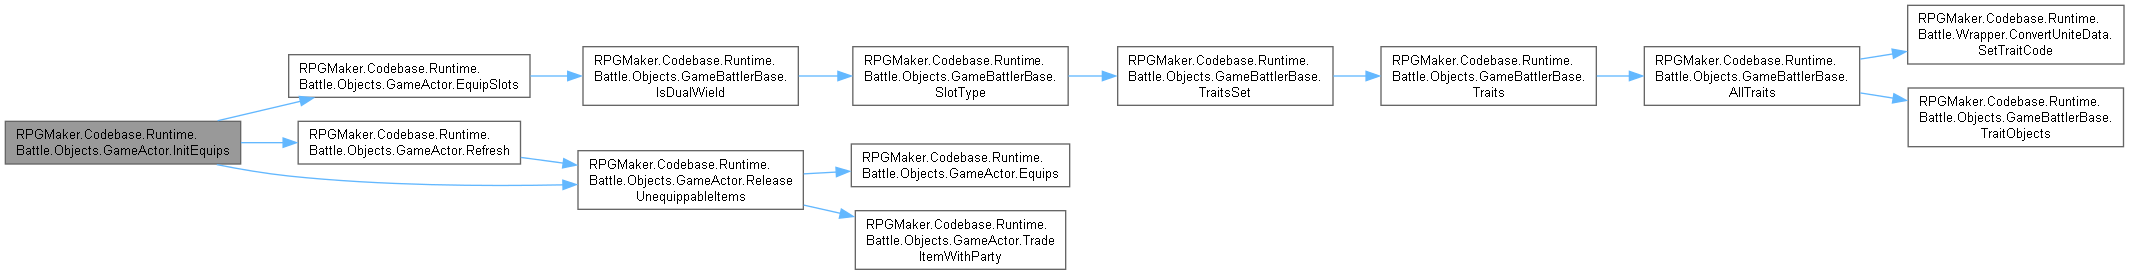 RPGMaker.Codebase.Runtime.
Battle.Objects.GameActor.InitEquips
RPGMaker.Codebase.Runtime.
Battle.Objects.GameActor.EquipSlots
RPGMaker.Codebase.Runtime.
Battle.Objects.GameBattlerBase.
IsDualWield
RPGMaker.Codebase.Runtime.
Battle.Objects.GameBattlerBase.
SlotType
RPGMaker.Codebase.Runtime.
Battle.Objects.GameBattlerBase.
TraitsSet
RPGMaker.Codebase.Runtime.
Battle.Objects.GameBattlerBase.
Traits
RPGMaker.Codebase.Runtime.
Battle.Objects.GameBattlerBase.
AllTraits
RPGMaker.Codebase.Runtime.
Battle.Wrapper.ConvertUniteData.
SetTraitCode
RPGMaker.Codebase.Runtime.
Battle.Objects.GameBattlerBase.
TraitObjects
RPGMaker.Codebase.Runtime.
Battle.Objects.GameActor.Refresh
RPGMaker.Codebase.Runtime.
Battle.Objects.GameActor.Release
UnequippableItems
RPGMaker.Codebase.Runtime.
Battle.Objects.GameActor.Equips
RPGMaker.Codebase.Runtime.
Battle.Objects.GameActor.Trade
ItemWithParty